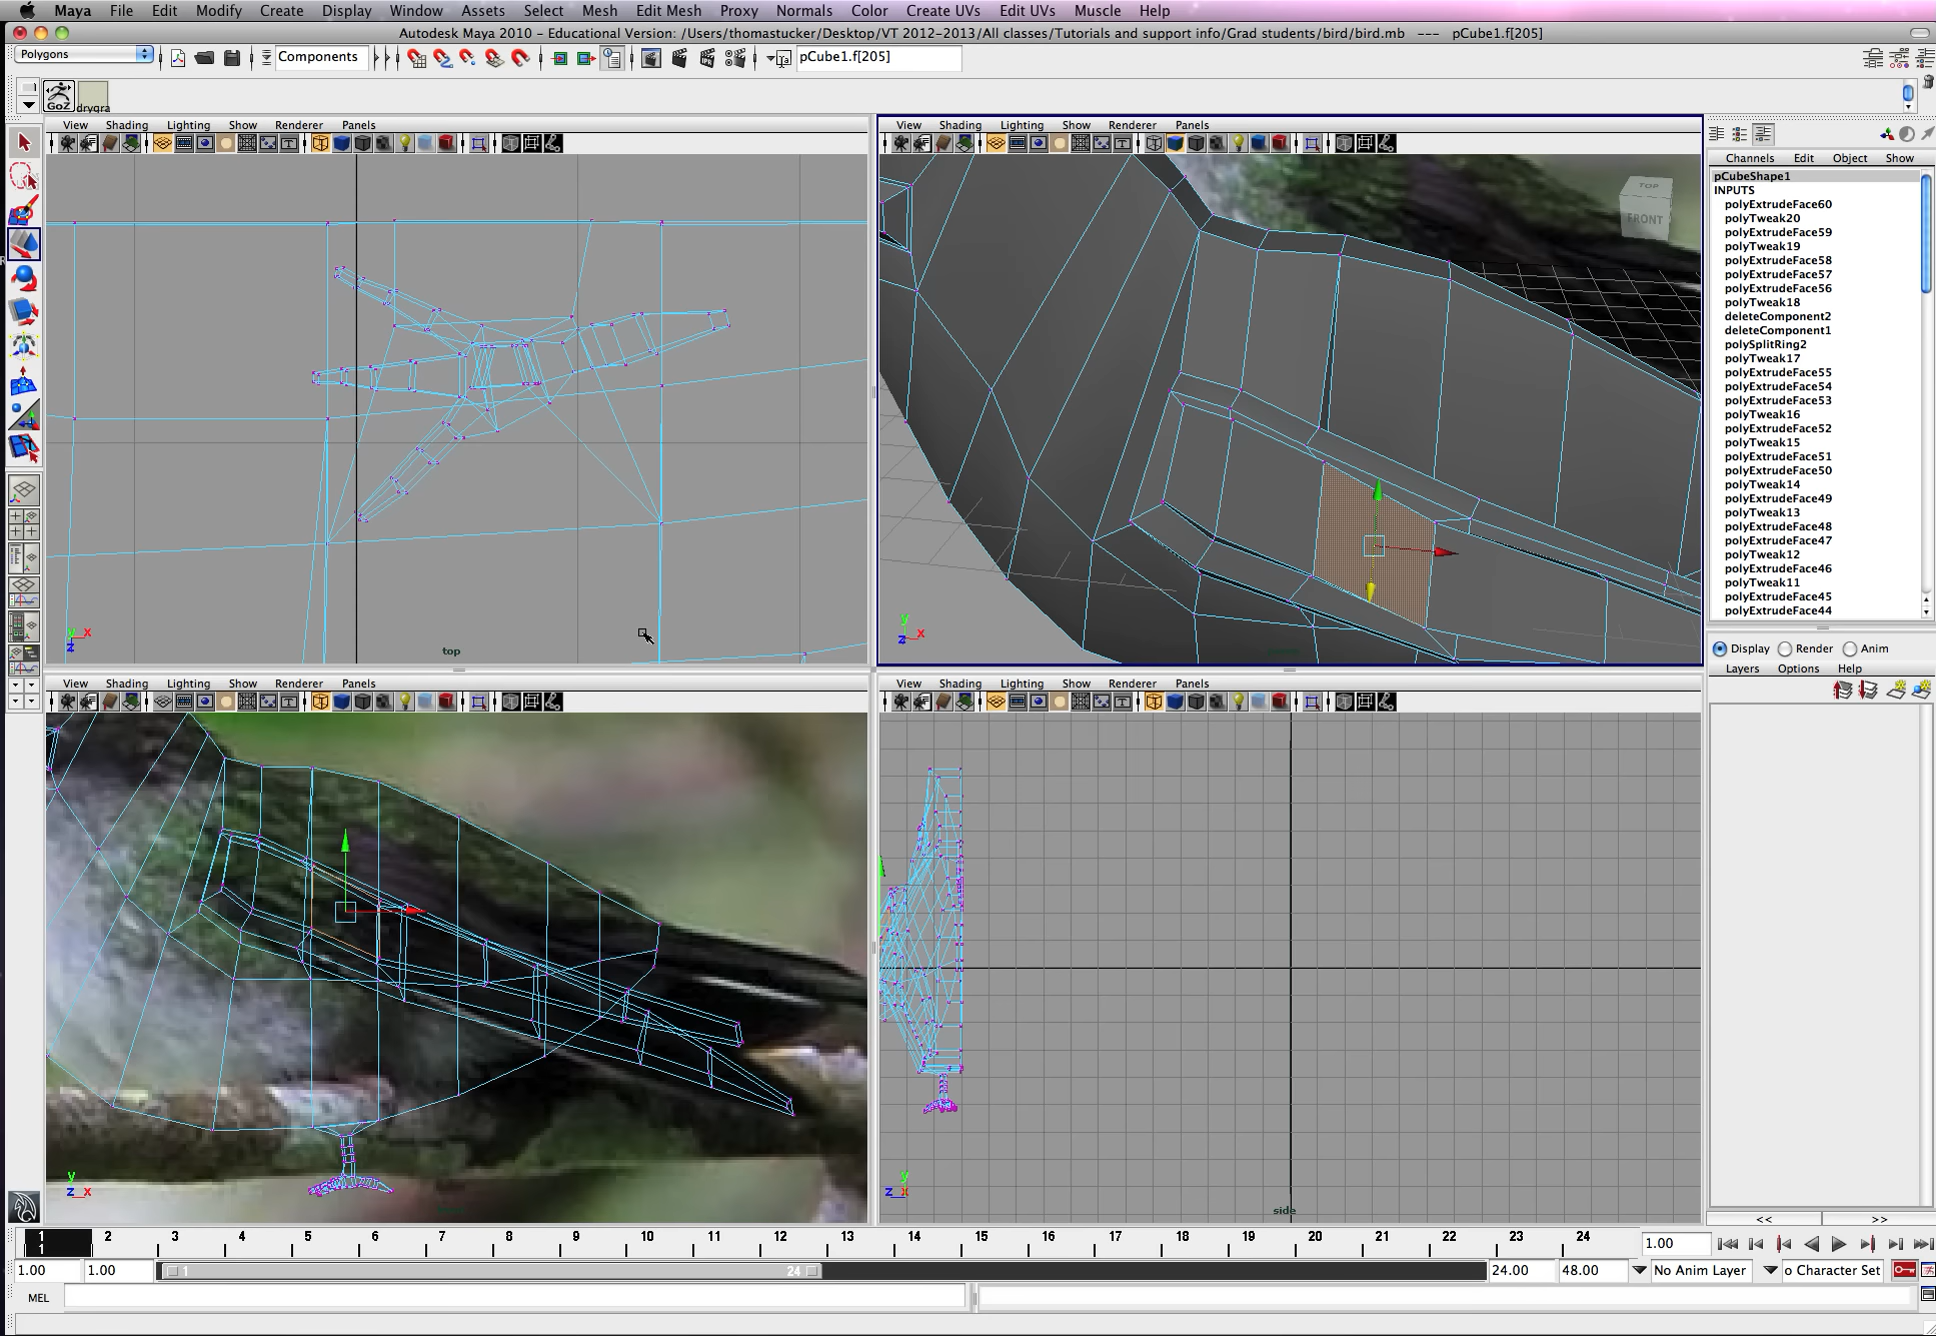 Maya File Edit Modify Create Display Window Assets Select Mesh Edit Mesh Proxy Normals Color Create UVs Edit UVs Muscle Help
Autodesk Maya 2010 - Educational Version: /Users/thomastucker/Desktop/VT 2012-2013/All classes/Tutorials and support info/Grad students/bird/bird.mb --- pCube1.f[205]
Polygons Components pCube1.f[205]
GoZ drygra
View Shading Lighting Show Renderer Panels
View Shading Lighting Show Renderer Panels
Channels Edit Object Show
pCubeShape1
INPUTS
polyExtrudeFace60
polyTweak20
polyExtrudeFace59
polyTweak19
polyExtrudeFace58
polyExtrudeFace57
polyExtrudeFace56
polyTweak18
deleteComponent2
deleteComponent1
polySplitRing2
polyTweak17
polyExtrudeFace55
polyExtrudeFace54
polyExtrudeFace53
polyTweak16
polyExtrudeFace52
polyTweak15
polyExtrudeFace51
polyExtrudeFace50
polyTweak14
polyExtrudeFace49
polyTweak13
polyExtrudeFace48
polyExtrudeFace47
polyTweak12
polyExtrudeFace46
polyTweak11
polyExtrudeFace45
polyExtrudeFace44
TOP
FRONT
y x
z
top
y
z x
Display Render Anim
Layers Options Help
View Shading Lighting Show Renderer Panels
View Shading Lighting Show Renderer Panels
y
z x
y
z x
side
<< >>
1 2 3 4 5 6 7 8 9 10 11 12 13 14 15 16 17 18 19 20 21 22 23 24 1.00
1
1.00 1.00 1 24 24.00 48.00 No Anim Layer o Character Set
MEL